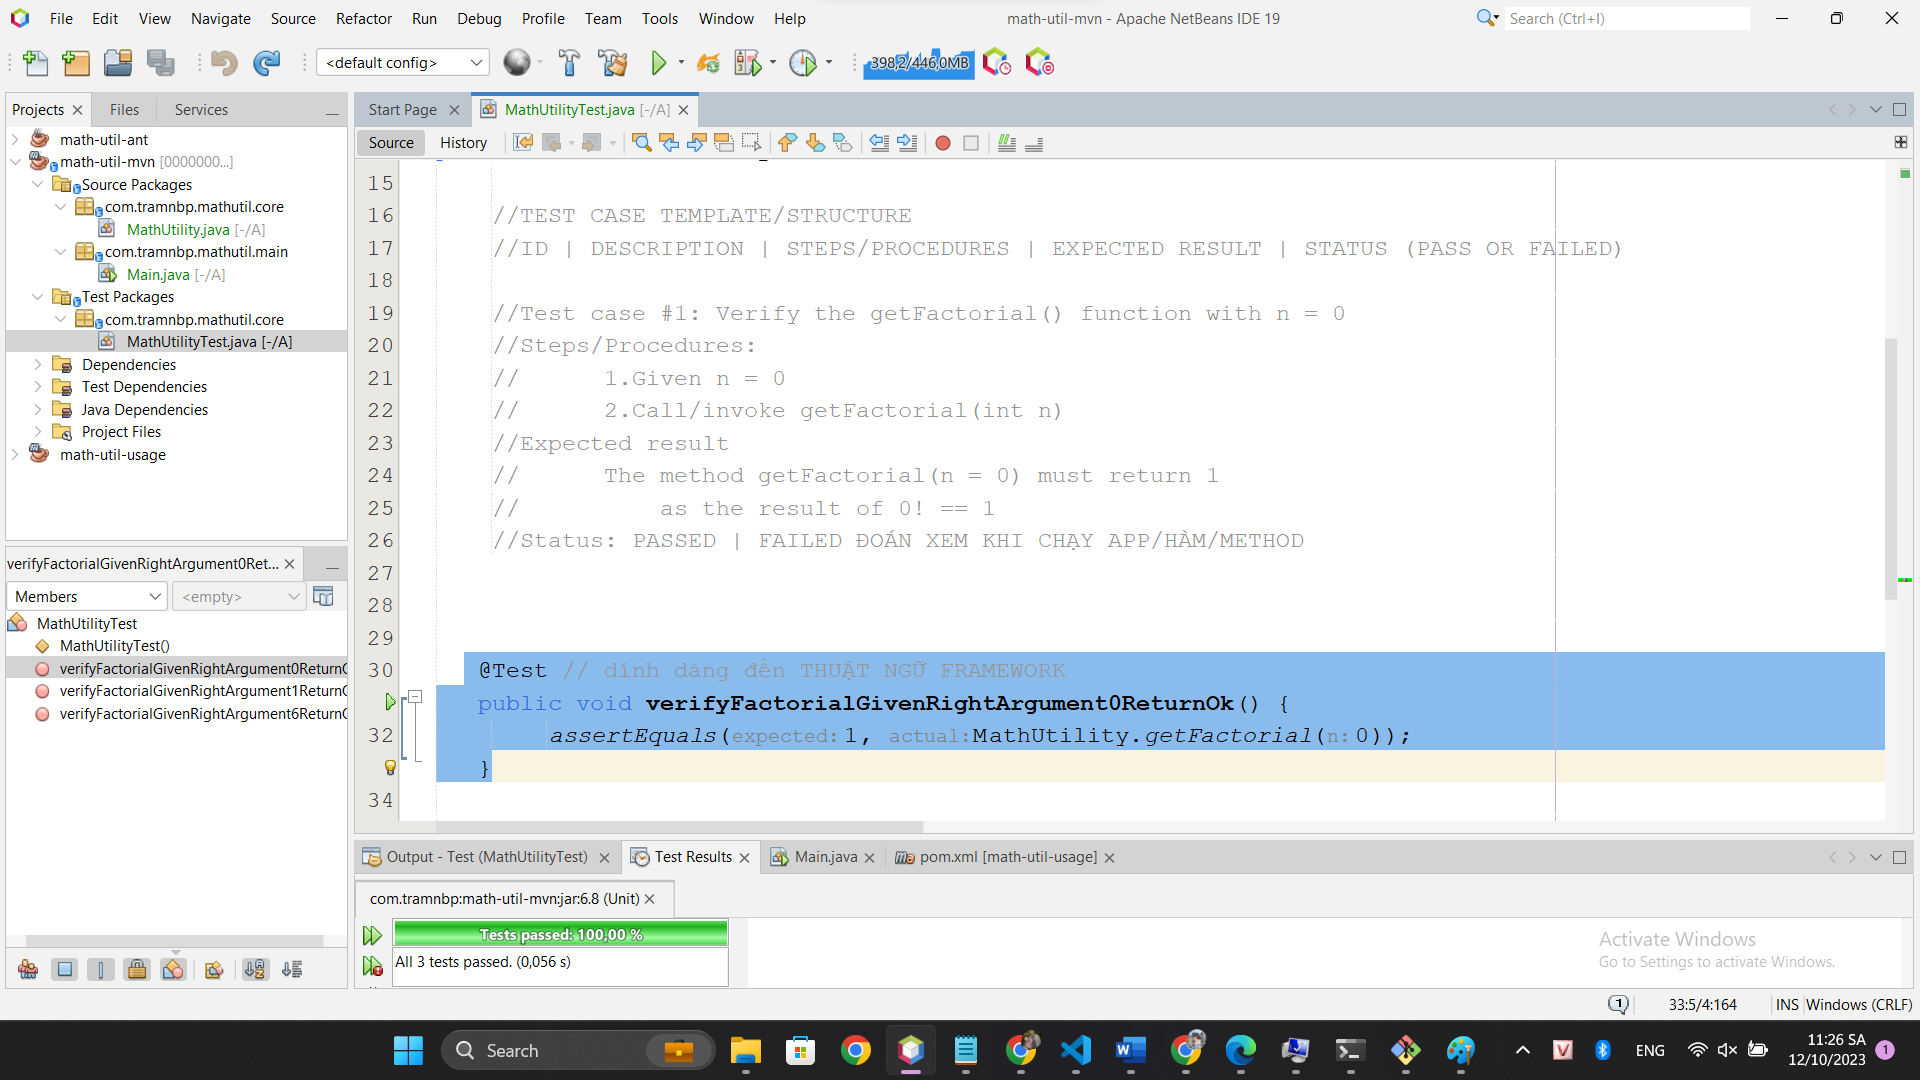 File Edit View Navigate Source Refactor Run Debug Profile Team Tools Window Help
math-util-mvn - Apache NetBeans IDE 19
Search (Ctrl+I)
<default config>
398,2/446,0MB
Projects Files Services
math-util-ant
math-util-mvn [0000000...]
Source Packages
com.tramnbp.mathutil.core
MathUtility.java [-/A]
com.tramnbp.mathutil.main
Main.java [-/A]
Test Packages
com.tramnbp.mathutil.core
MathUtilityTest.java [-/A]
Dependencies
Test Dependencies
Java Dependencies
Project Files
math-util-usage
verifyFactorialGivenRightArgument0Ret...
Members <empty>
MathUtilityTest
MathUtilityTest()
verifyFactorialGivenRightArgument0Return
verifyFactorialGivenRightArgument1Return
verifyFactorialGivenRightArgument6Return
Start Page MathUtilityTest.java [-/A]
Source History
15
16 //TEST CASE TEMPLATE/STRUCTURE
17 //ID | DESCRIPTION | STEPS/PROCEDURES | EXPECTED RESULT | STATUS (PASS OR FAILED)
18
19 //Test case #1: Verify the getFactorial() function with n = 0
20 //Steps/Procedures:
21 // 1.Given n = 0
22 // 2.Call/invoke getFactorial(int n)
23 //Expected result
24 // The method getFactorial(n = 0) must return 1
25 // as the result of 0! == 1
26 //Status: PASSED | FAILED ĐOÁN XEM KHI CHẠY APP/HÀM/METHOD
27
28
29
30 @Test // dính dáng đến THUẬT NGỮ FRAMEWORK
public void verifyFactorialGivenRightArgument0ReturnOk() {
32 assertEquals(expected: 1, actual: MathUtility.getFactorial(n: 0));
}
34
Output - Test (MathUtilityTest) Test Results Main.java pom.xml [math-util-usage]
com.tramnbp:math-util-mvn:jar:6.8 (Unit)
Tests passed: 100,00 %
All 3 tests passed. (0,056 s)
Activate Windows
Go to Settings to activate Windows.
1 33:5/4:164 INS Windows (CRLF)
Search
ENG
11:26 SA
12/10/2023
1